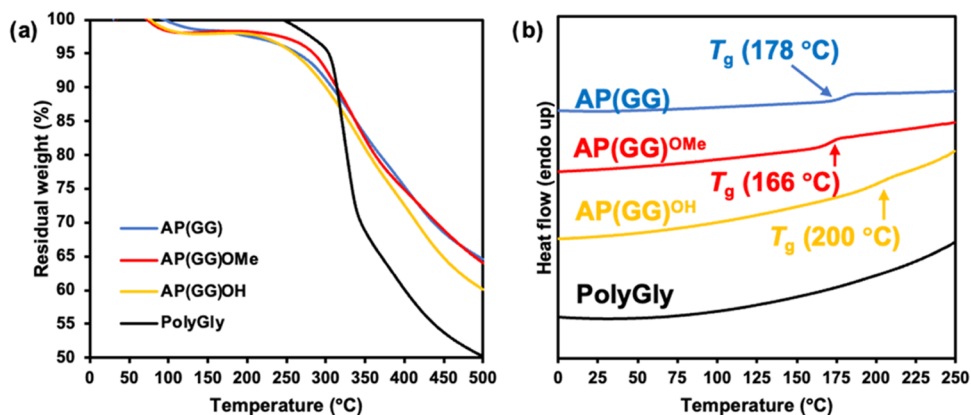 (a)
Residual weight (%)
100
95
90
85
80
75
70
65
60
55
50
AP(GG)
AP(GG)OMe
AP(GG)OH
PolyGly
0 50 100 150 200 250 300 350 400 450 500
Temperature (°C)
(b)
Heat flow (endo up)
Tg (178 °C)
AP(GG)
AP(GG)OMe
Tg (166 °C)
AP(GG)OH
Tg (200 °C)
PolyGly
0 25 50 75 100 125 150 175 200 225 250
Temperature (°C)